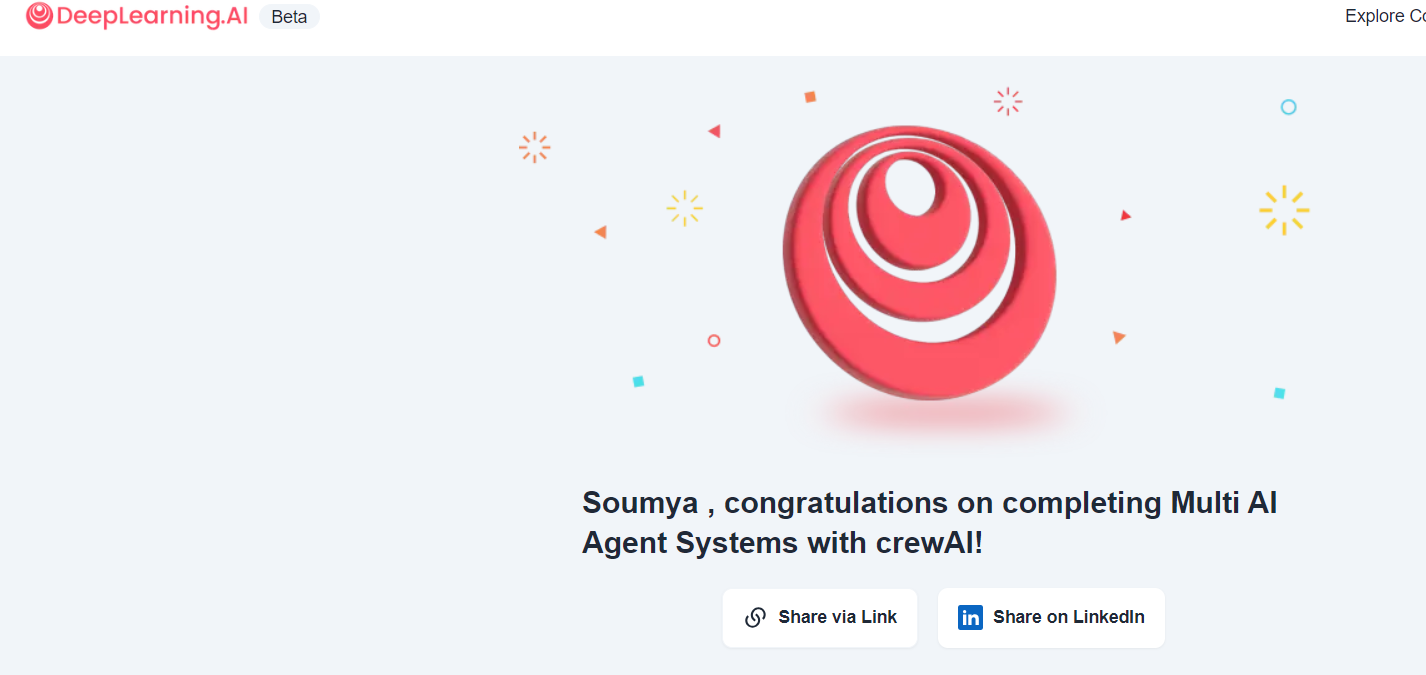 DeepLearning.AI Beta
Explore
Soumya , congratulations on completing Multi AI
Agent Systems with crewAI!
Share via Link
in Share on LinkedIn